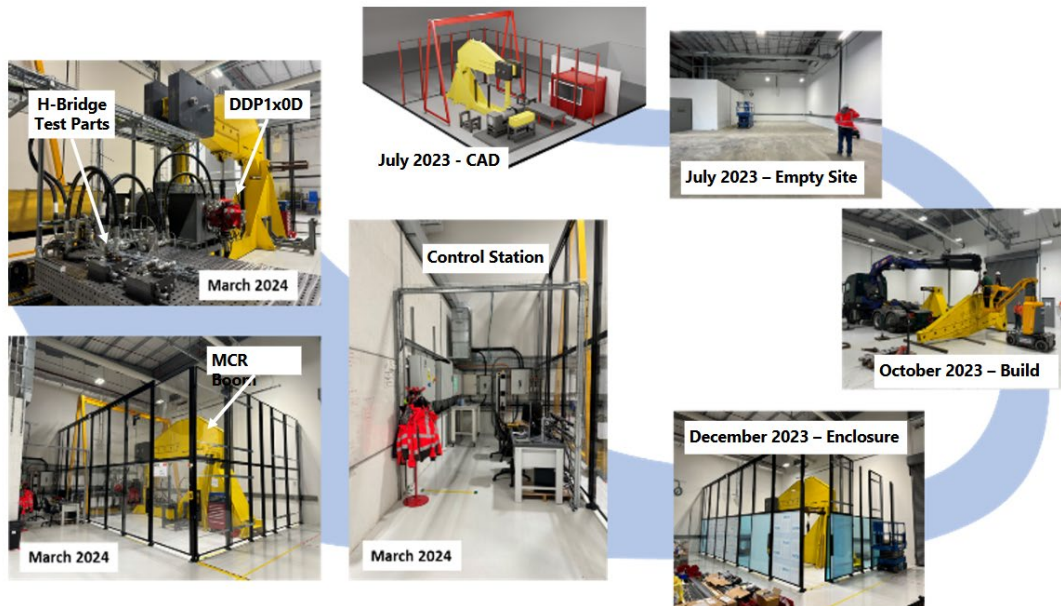 July 2023 - CAD
July 2023 – Empty Site
October 2023 – Build
December 2023 – Enclosure
Control Station
March 2024
MCR
Boom
March 2024
H-Bridge
Test Parts
DDP1x0D
March 2024